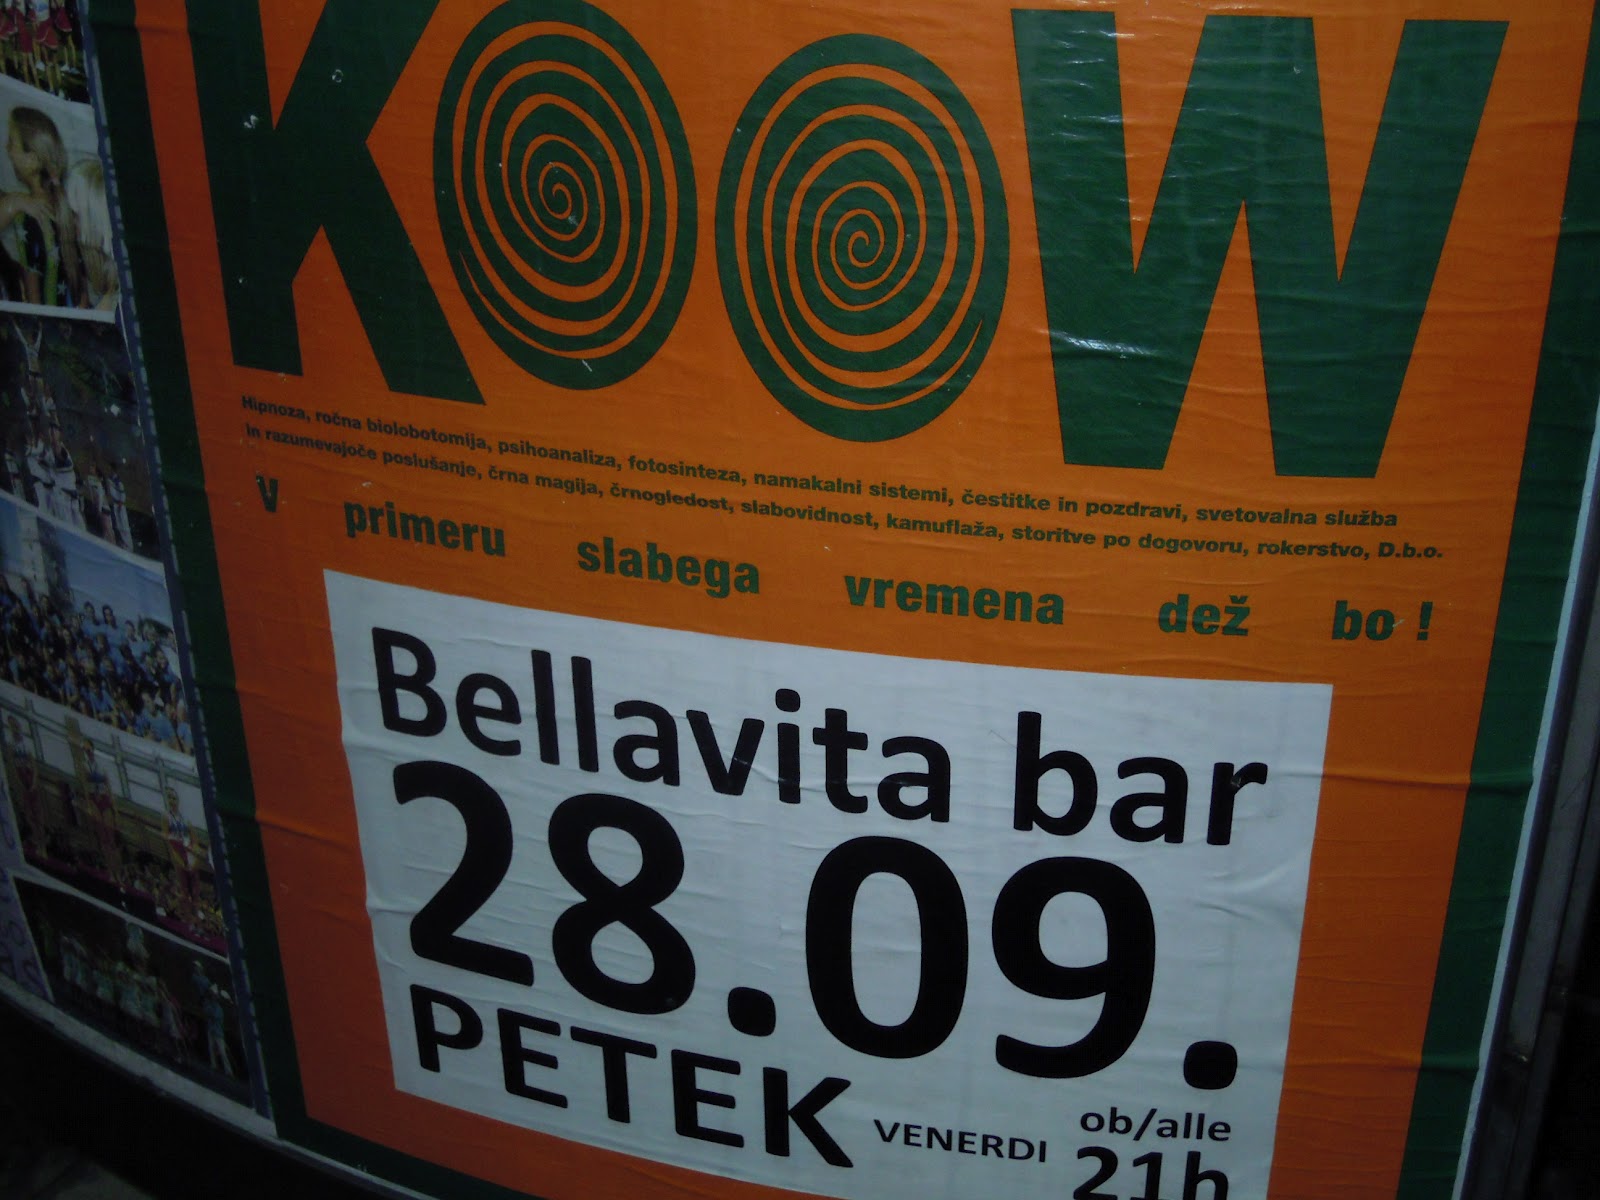 KOOW
Hipnoza, ročna biolobotomija, psihoanaliza, fotosinteza, namakalni sistemi, čestitke in pozdravi, svetovalna služba
in razumevajoče poslušanje, črna magija, črnogledost, slabovidnost, kamuflaža, storitve po dogovoru, rokerstvo, D.b.o.
v primeru slabega vremena dež bo !
Bellavita bar
28.09.
PETEK VENERDI ob/alle
21h